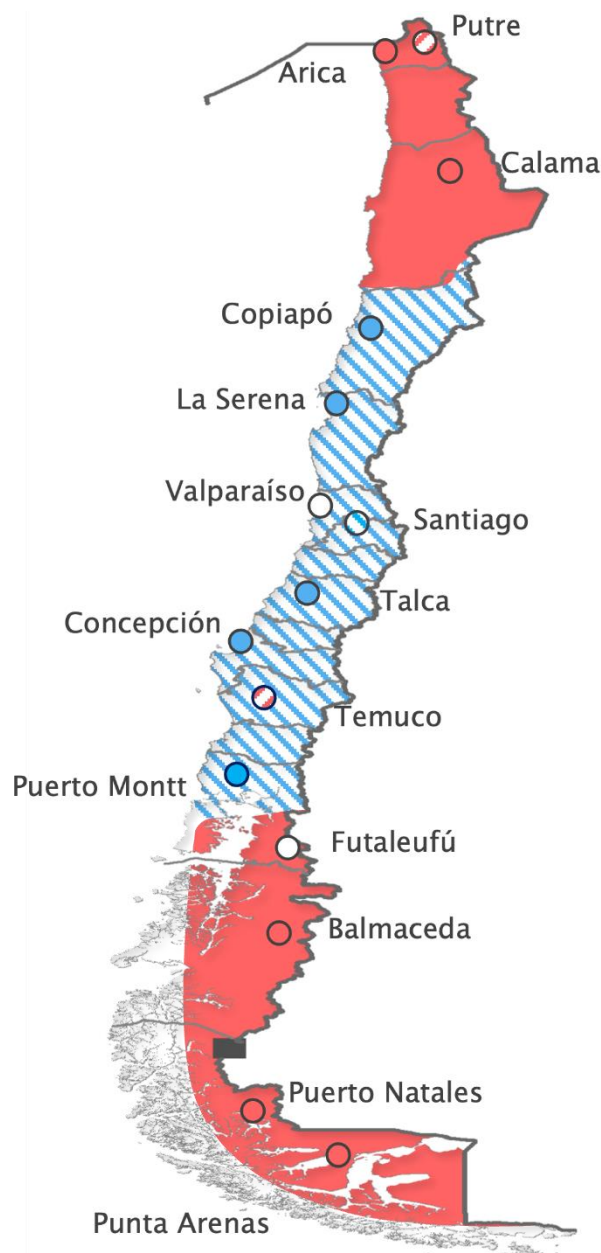 Putre
Arica
Calama
Copiapó
La Serena
Valparaíso
Santiago
Talca
Concepción
Temuco
Puerto Montt
Futaleufú
Balmaceda
Puerto Natales
Punta Arenas